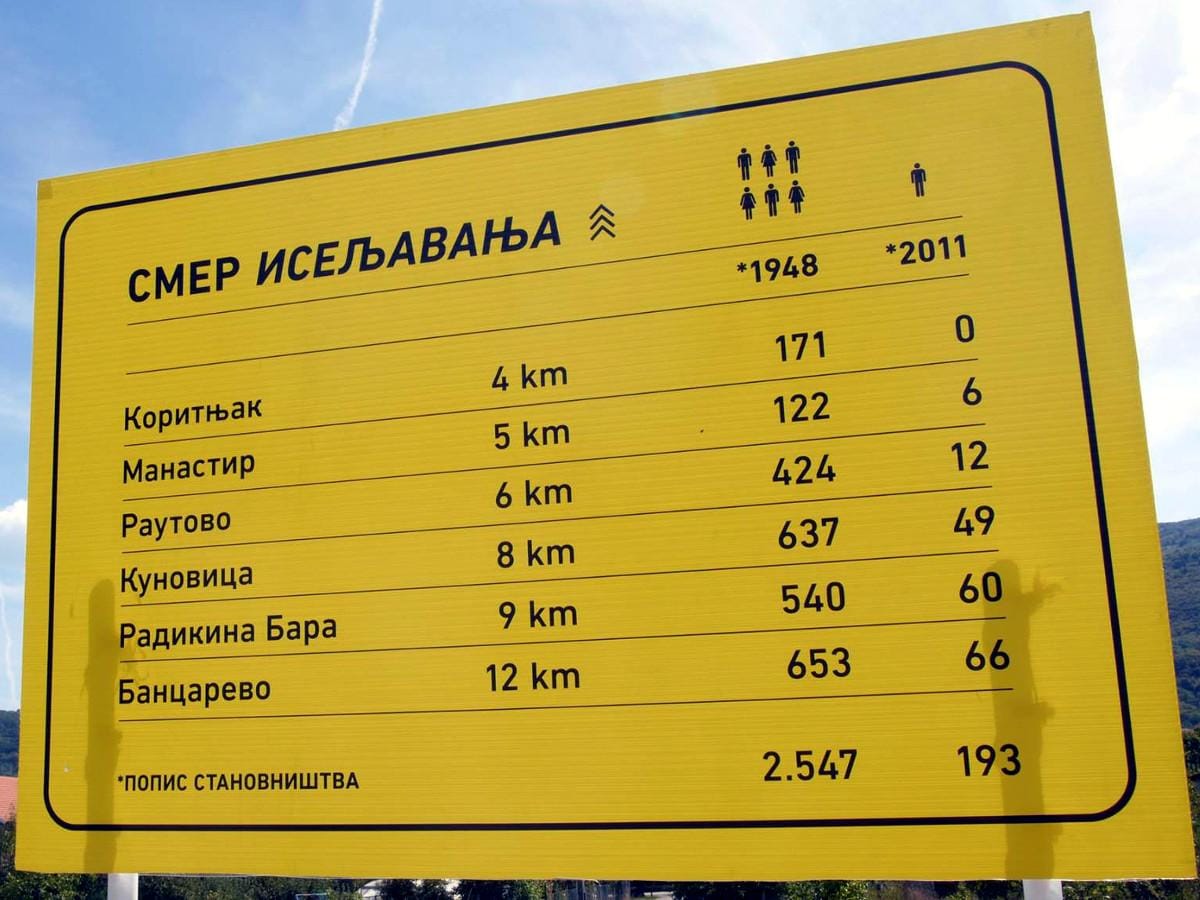 СМЕР ИСЕЉАВАЊА
*1948 *2011
Коритњак 4 km 171 0
Манастир 5 km 122 6
Раутово 6 km 424 12
Куновица 8 km 637 49
Радикина Бара 9 km 540 60
Банцарево 12 km 653 66
*ПОПИС СТАНОВНИШТВА 2.547 193